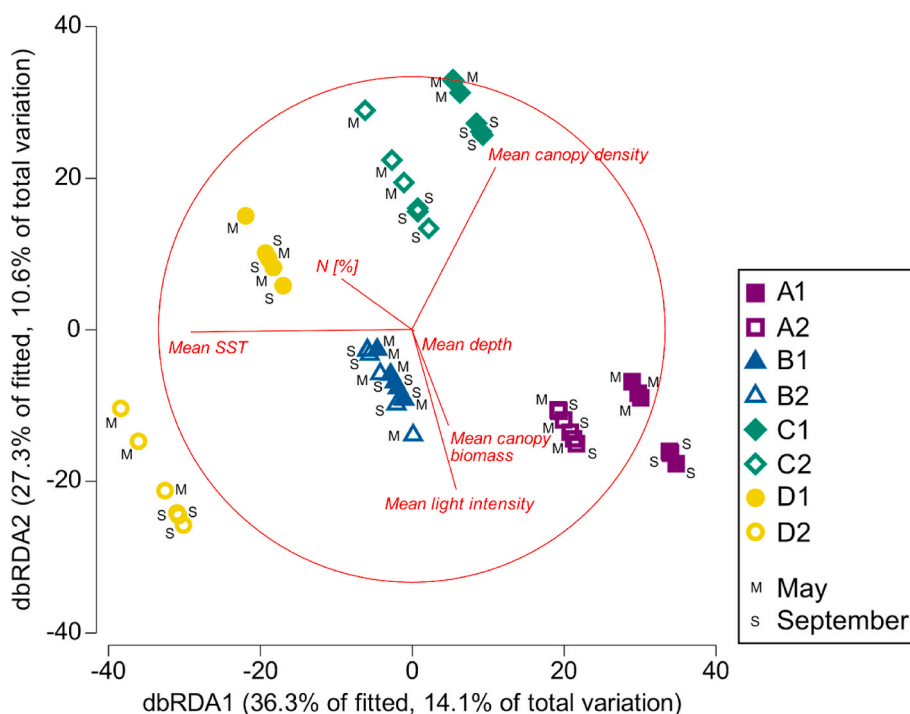 40
20
0
-20
-40
dbRDA2 (27.3% of fitted, 10.6% of total variation)
-40
-20
0
20
40
dbRDA1 (36.3% of fitted, 14.1% of total variation)
Mean canopy density
N [%]
Mean SST
Mean depth
Mean canopy
biomass
Mean light intensity
M
M
M
M
S
S
S
M
M
S
S
S
M
S
M
S
M
S
M
S
M
S
M
S
M
S
S
M
S
M
M
M
M
S
S
S
M
S
M
S
M
S
M
M
M
S
S
S
A1
A2
B1
B2
C1
C2
D1
D2
M May
S September